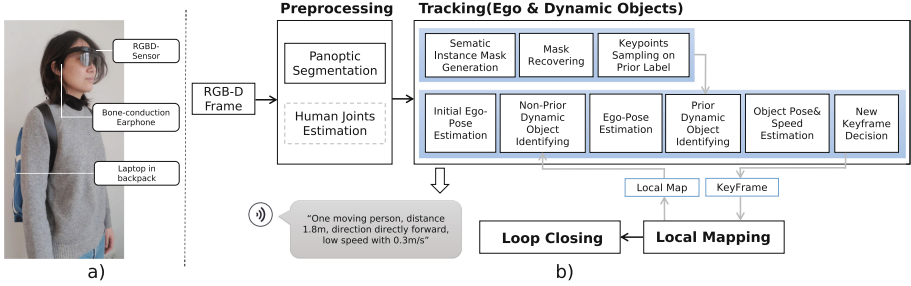 RGBD-
Sensor
Bone-conduction
Earphone
Laptop in
backpack
a)
RGB-D
Frame
Preprocessing
Panoptic
Segmentation
Human Joints
Estimation
Tracking(Ego & Dynamic Objects)
Sematic
Instance Mask
Generation
Mask
Recovering
Keypoints
Sampling on
Prior Label
Initial Ego-
Pose
Estimation
Non-Prior
Dynamic
Object
Identifying
Ego-Pose
Estimation
Prior
Dynamic
Object
Identifying
Object Pose&
Speed
Estimation
New
Keyframe
Decision
Local Map
KeyFrame
"One moving person, distance
1.8m, direction directly forward,
low speed with 0.3m/s"
Loop Closing
Local Mapping
b)